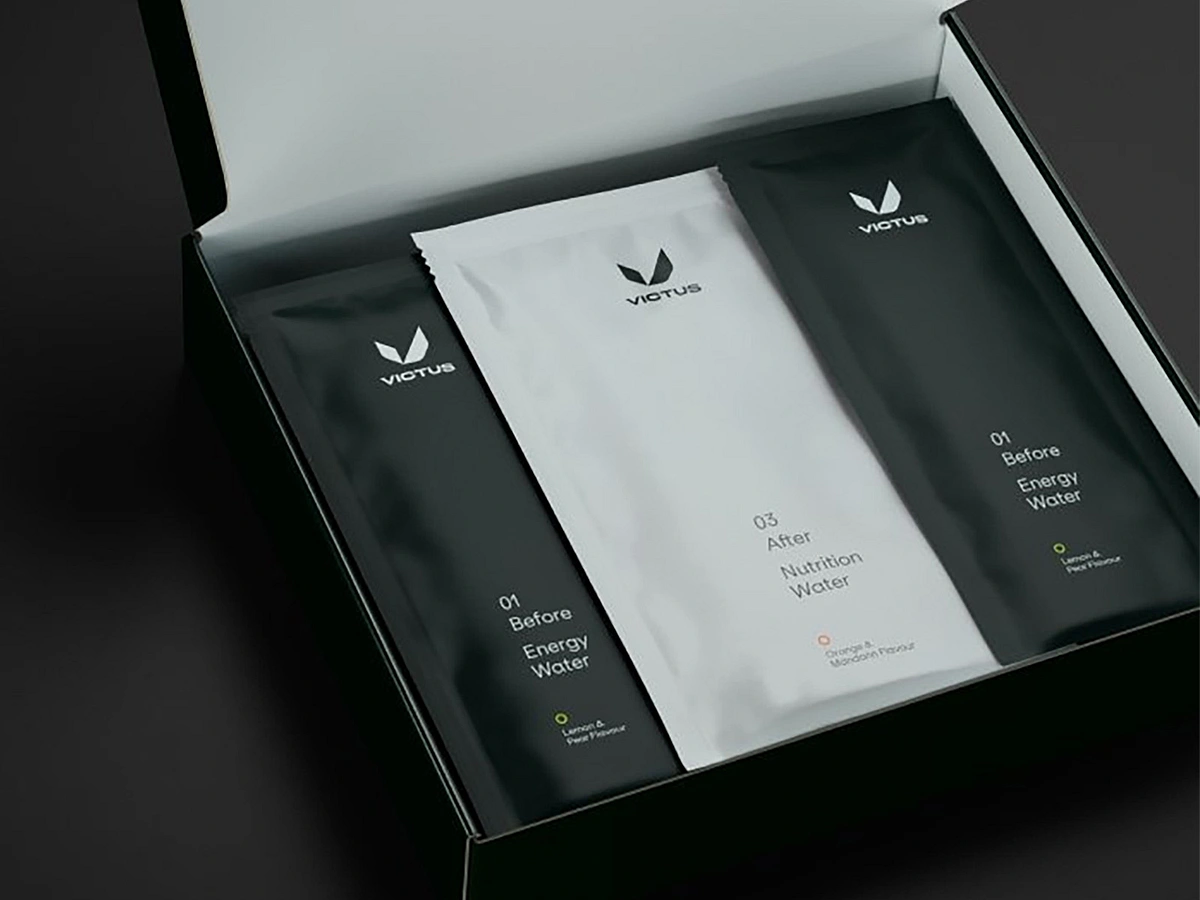 VICTUS
01
Before
Energy
Water
Lemon &
Pear Flavour
VICTUS
03
After
Nutrition
Water
Orange &
Mandarin Flavour
VICTUS
01
Before
Energy
Water
Lemon &
Pear Flavour